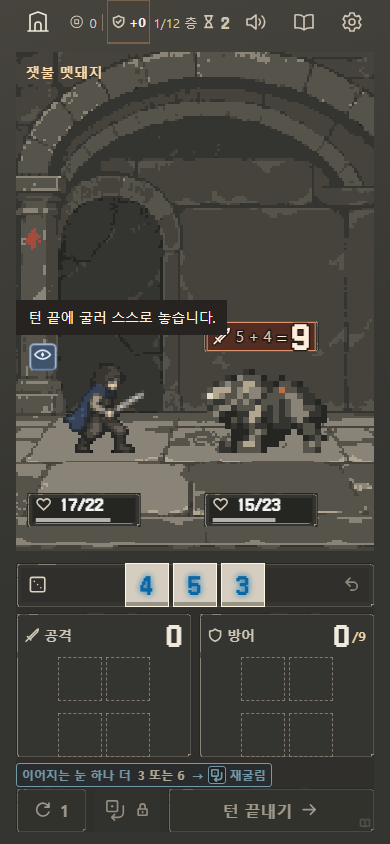 0 +0 1/12 층 2
잿불 멧돼지
턴 끝에 굴러 스스로 놓습니다.
5 + 4 = 9
17/22 15/23
4 5 3
공격 0 방어 0/9
이어지는 눈 하나 더 3 또는 6 → 재굴림
1 턴 끝내기 →